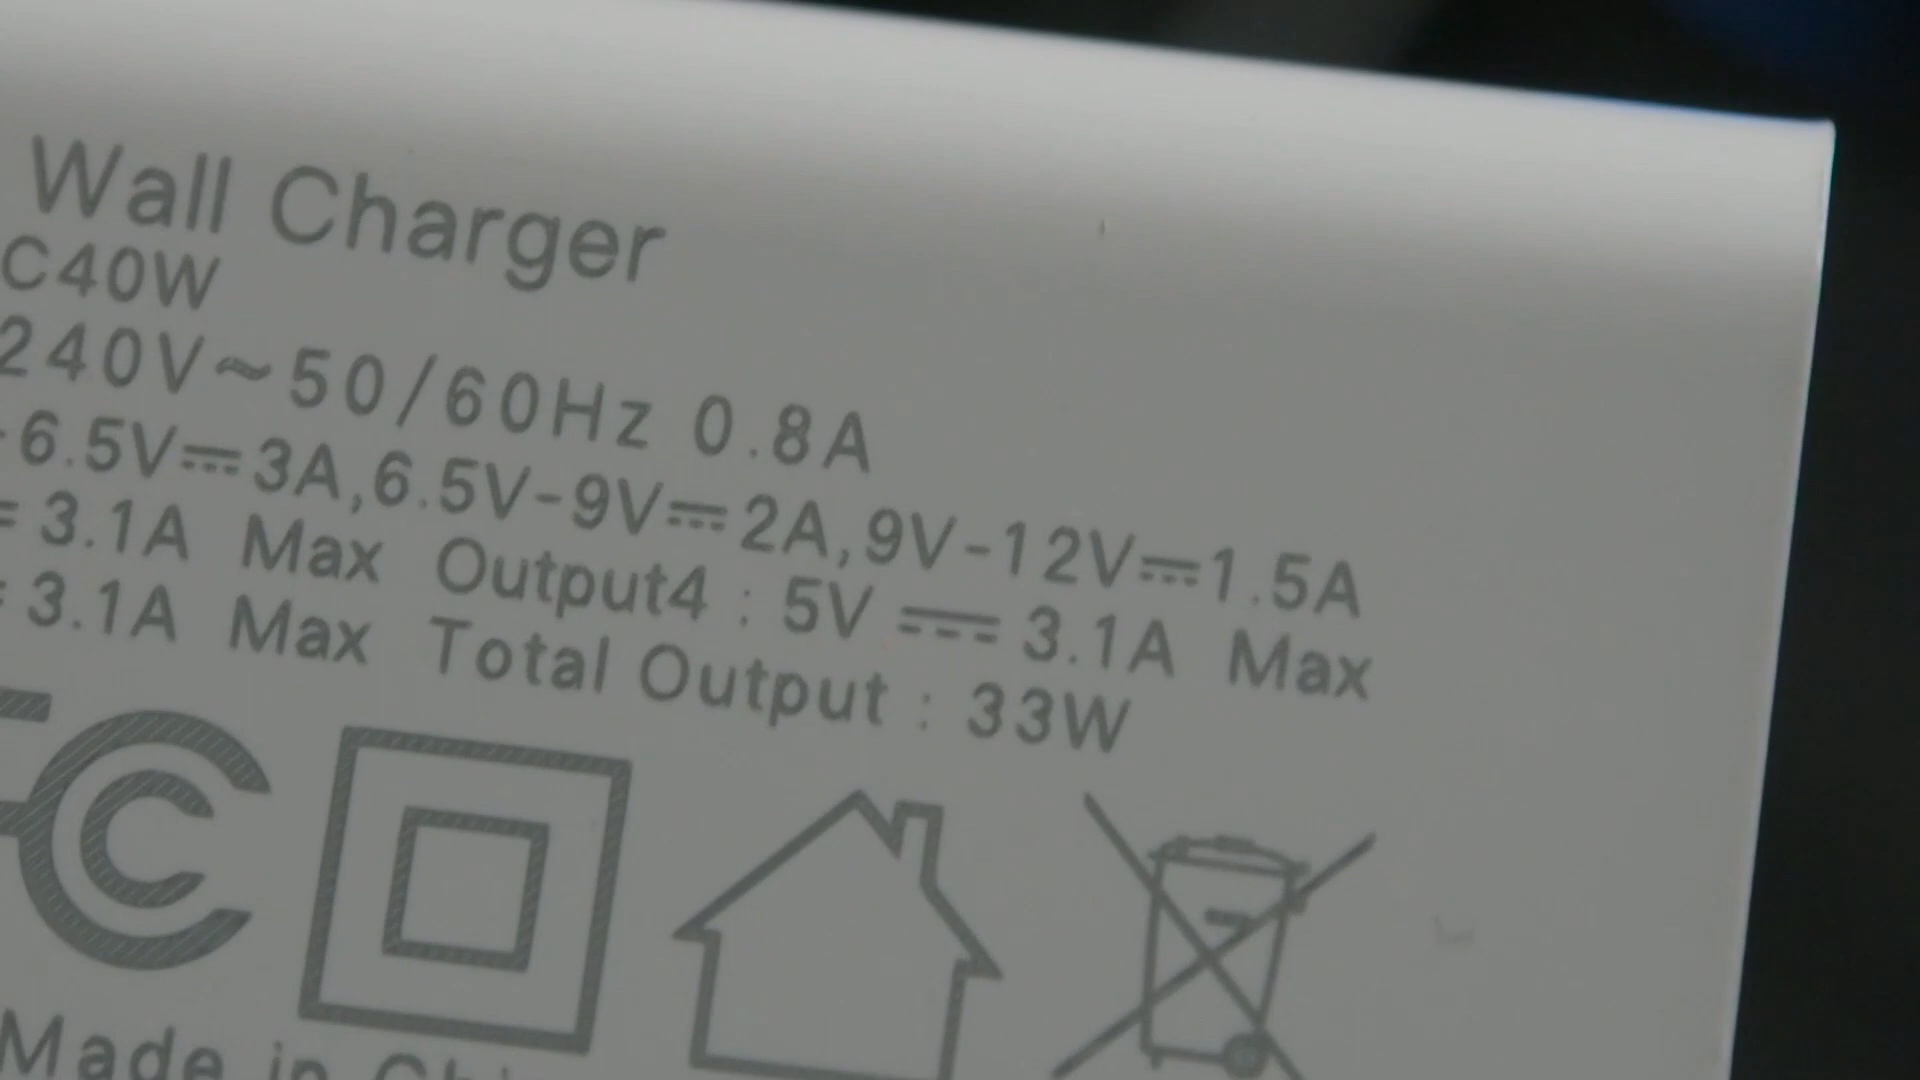 Wall Charger
C40W
240V~50/60Hz 0.8A
6.5V⎓3A,6.5V-9V⎓2A,9V-12V⎓1.5A
⎓ 3.1A Max Output4 : 5V ⎓ 3.1A Max
⎓ 3.1A Max Total Output : 33W
FC
Made in